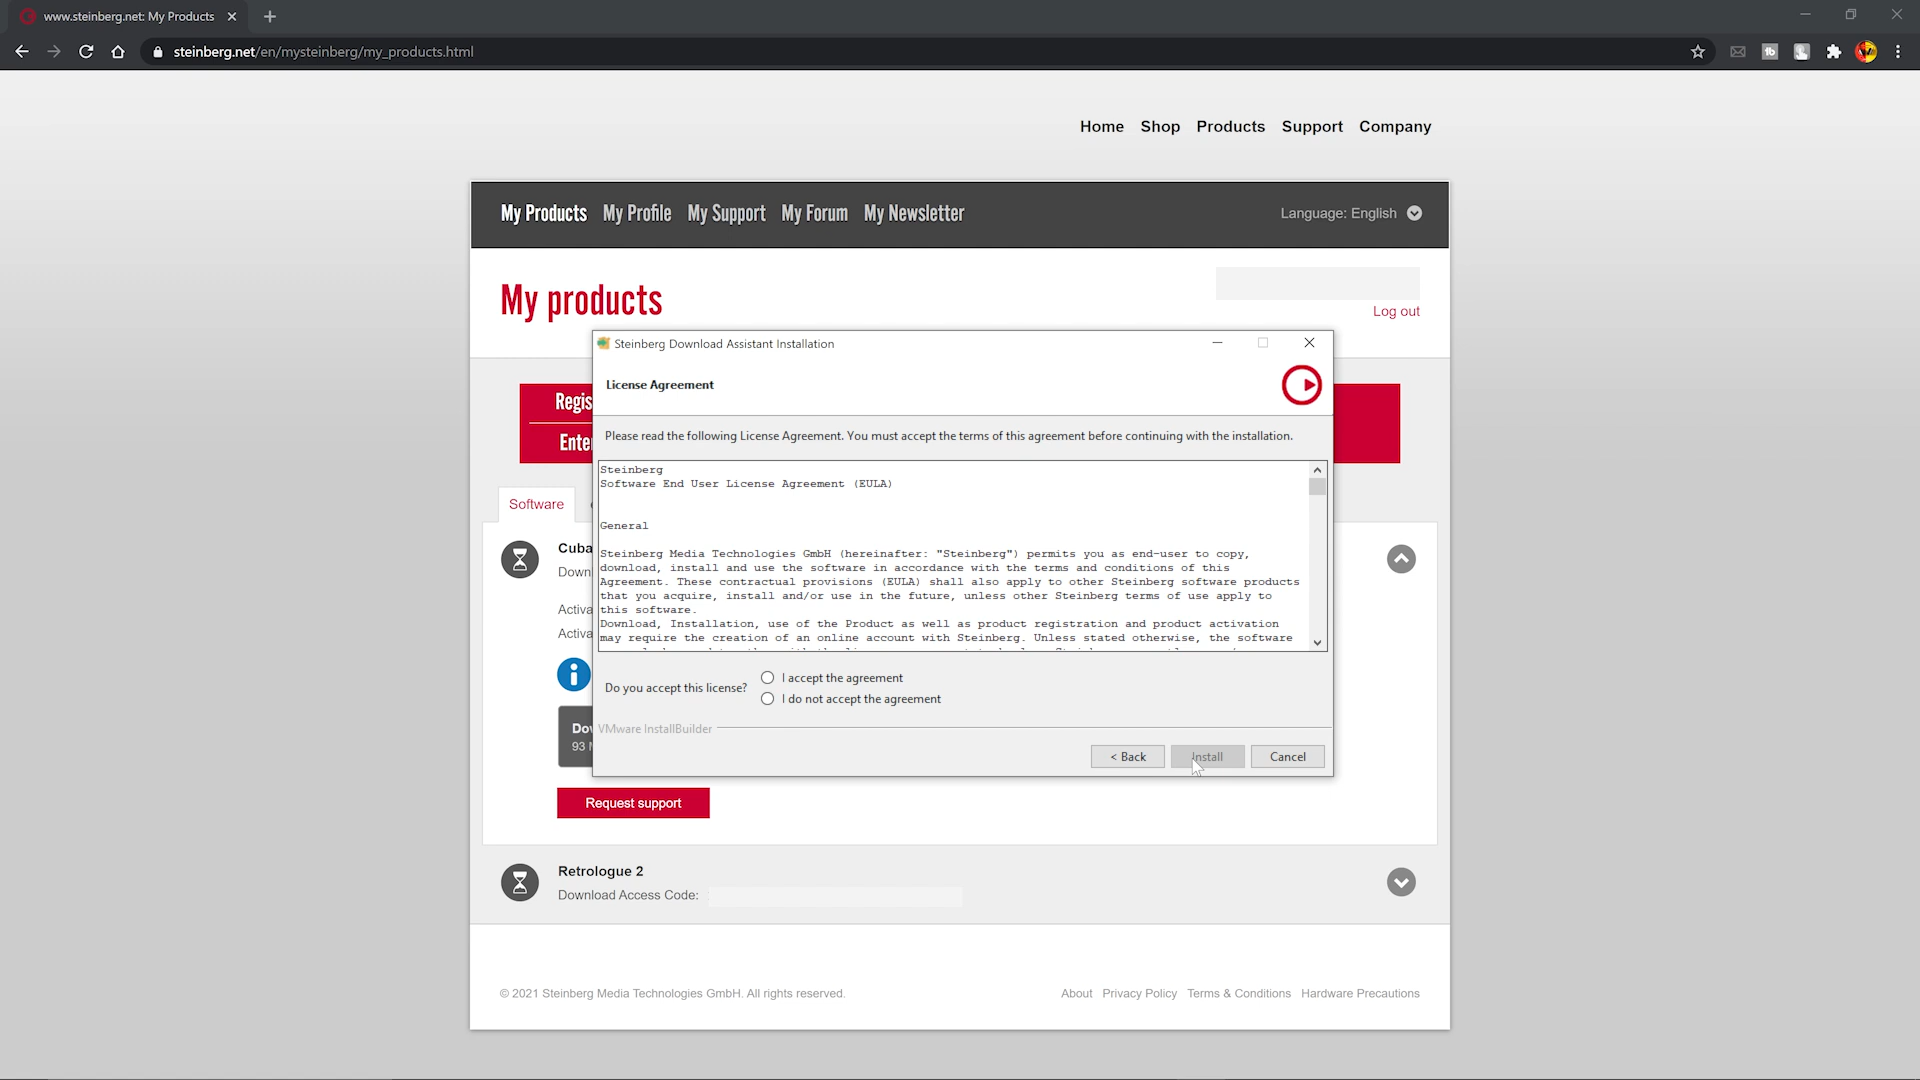 www.steinberg.net: My Products
steinberg.net/en/mysteinberg/my_products.html
Home Shop Products Support Company
My Products My Profile My Support My Forum My Newsletter
Language: English
My products
Log out
Steinberg Download Assistant Installation
License Agreement
Regis
Please read the following License Agreement. You must accept the terms of this agreement before continuing with the installation.
Enter
Steinberg
Software End User License Agreement (EULA)
Software
General
Cuba
Steinberg Media Technologies GmbH (hereinafter: "Steinberg") permits you as end-user to copy,
download, install and use the software in accordance with the terms and conditions of this
Down
Agreement. These contractual provisions (EULA) shall also apply to other Steinberg software products
that you acquire, install and/or use in the future, unless other Steinberg terms of use apply to
this software.
Activa
Download, Installation, use of the Product as well as product registration and product activation
Activa
may require the creation of an online account with Steinberg. Unless stated otherwise, the software
Do you accept this license?
I accept the agreement
I do not accept the agreement
VMware InstallBuilder
Dow
93 M
< Back Install Cancel
Request support
Retrologue 2
Download Access Code:
© 2021 Steinberg Media Technologies GmbH. All rights reserved.
About Privacy Policy Terms & Conditions Hardware Precautions